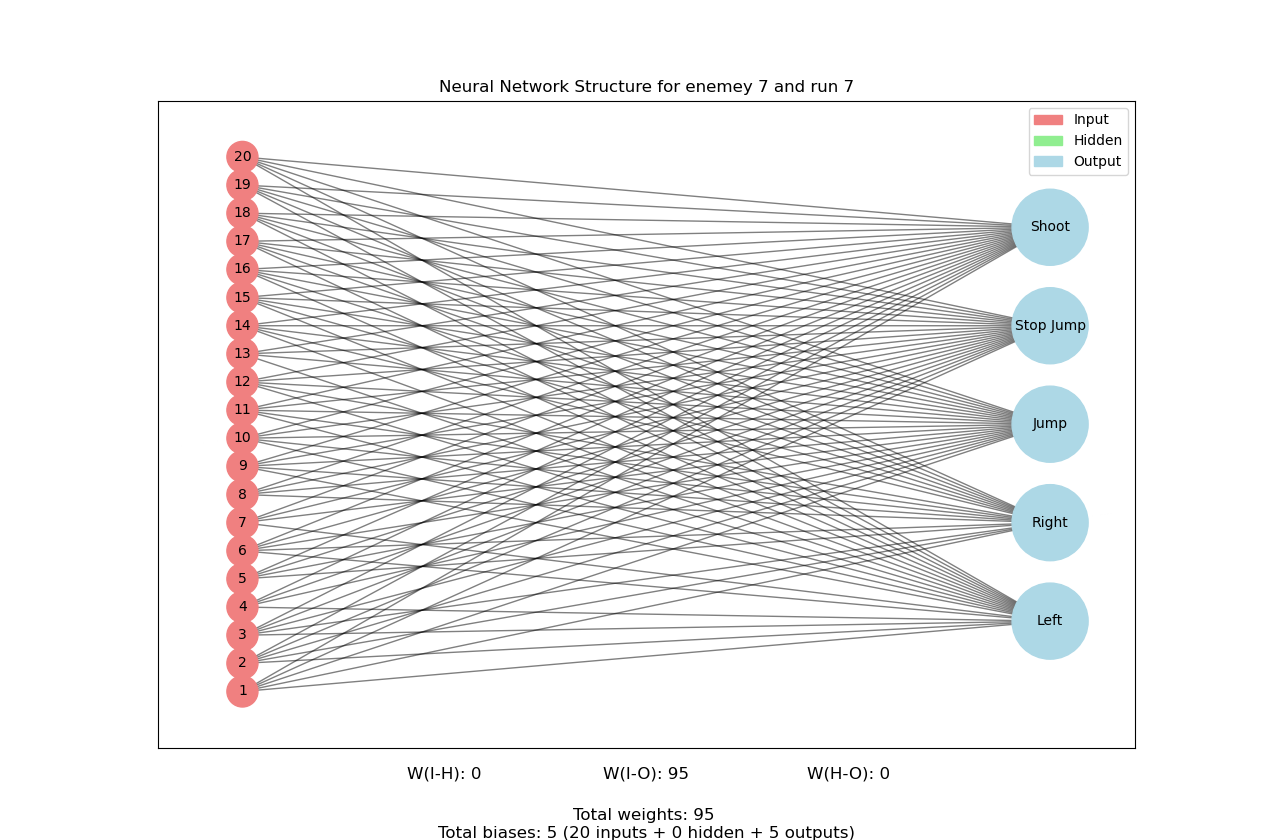 Neural Network Structure for enemey 7 and run 7
Input
Hidden
Output
20
19
18
17
16
15
14
13
12
11
10
9
8
7
6
5
4
3
2
1
Shoot
Stop Jump
Jump
Right
Left
W(I-H): 0 W(I-O): 95 W(H-O): 0
Total weights: 95
Total biases: 5 (20 inputs + 0 hidden + 5 outputs)